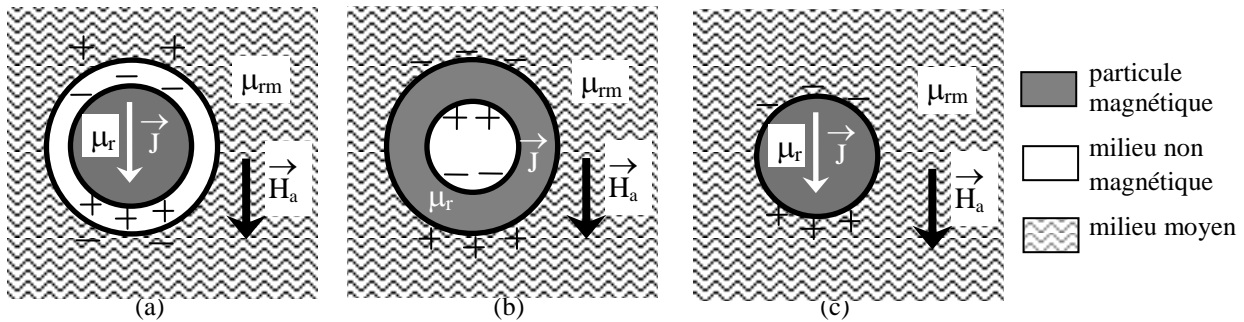 μrm
μr
J
Ha
(a)
μrm
J
μr
Ha
(b)
μrm
μr
J
Ha
(c)
particule
magnétique
milieu non
magnétique
milieu moyen